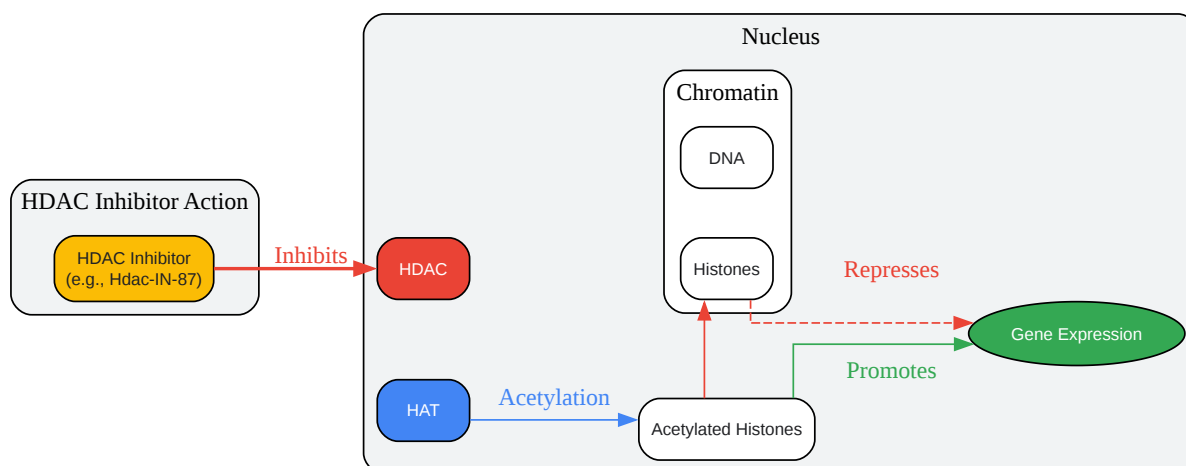 Nucleus
Chromatin
DNA
HDAC Inhibitor Action
HDAC Inhibitor
(e.g., Hdac-IN-87)
Inhibits
HDAC
Histones
Represses
Gene Expression
Promotes
HAT
Acetylation
Acetylated Histones